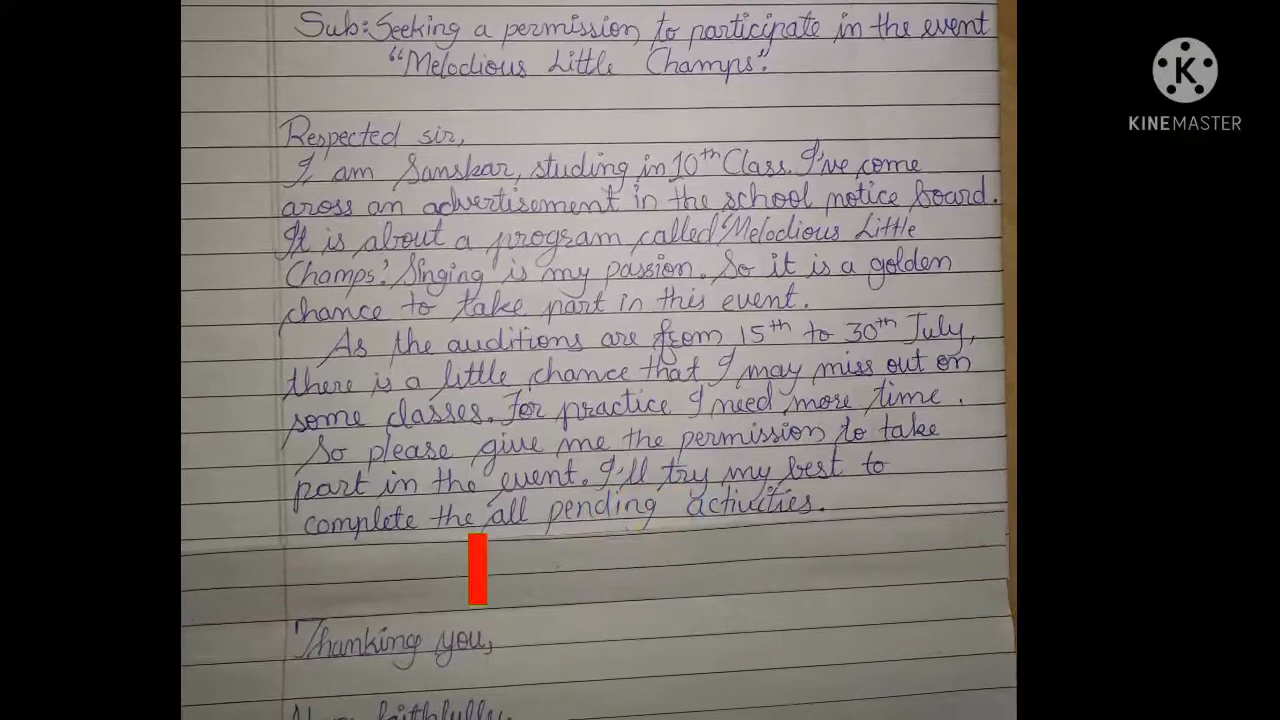 Sub: Seeking a permission to participate in the event
"Melodious Little Champs".
KINEMASTER
Respected sir,
I am Sanskar, studing in 10th Class. I've come
aross an advertisement in the school notice board.
It is about a program called 'Melodious Little
Champs'. Singing is my passion. So it is a golden
chance to take part in this event.
As the auditions are from 15th to 30th July,
there is a little chance that I may miss out on
some classes. For practice I need more time.
So please give me the permission to take
part in the event. I'll try my best to
complete the all pending activities.
Thanking you,
faithfully,